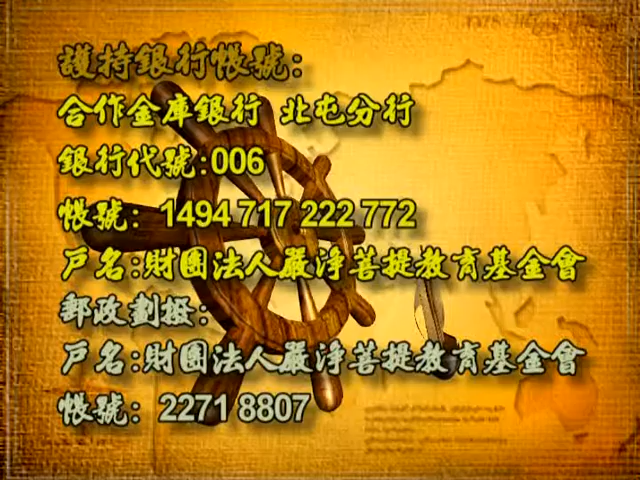 護持銀行帳號:
合作金庫銀行 北屯分行
銀行代號:006
帳號: 1494 717 222 772
戶名:財團法人嚴淨菩提教育基金會
郵政劃撥:
戶名:財團法人嚴淨菩提教育基金會
帳號: 2271 8807